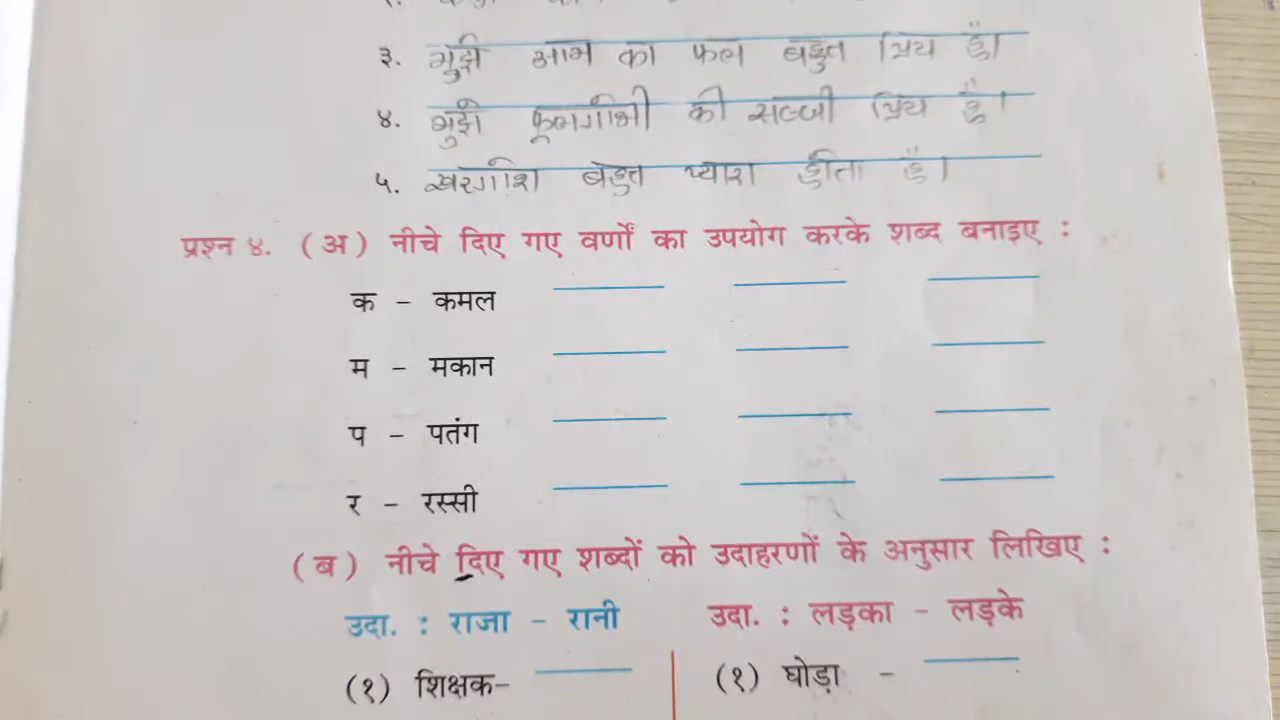 ३. मुझे आम का फल बहुत प्रिय है।
४. मुझे फूलगोभी की सब्जी प्रिय है।
५. खरगोश बहुत प्यारा होता है।
प्रश्न ४. (अ) नीचे दिए गए वर्णों का उपयोग करके शब्द बनाइए :
क - कमल
म - मकान
प - पतंग
र - रस्सी
(ब) नीचे दिए गए शब्दों को उदाहरणों के अनुसार लिखिए :
उदा. : राजा - रानी उदा. : लड़का - लड़के
(१) शिक्षक- (१) घोड़ा -